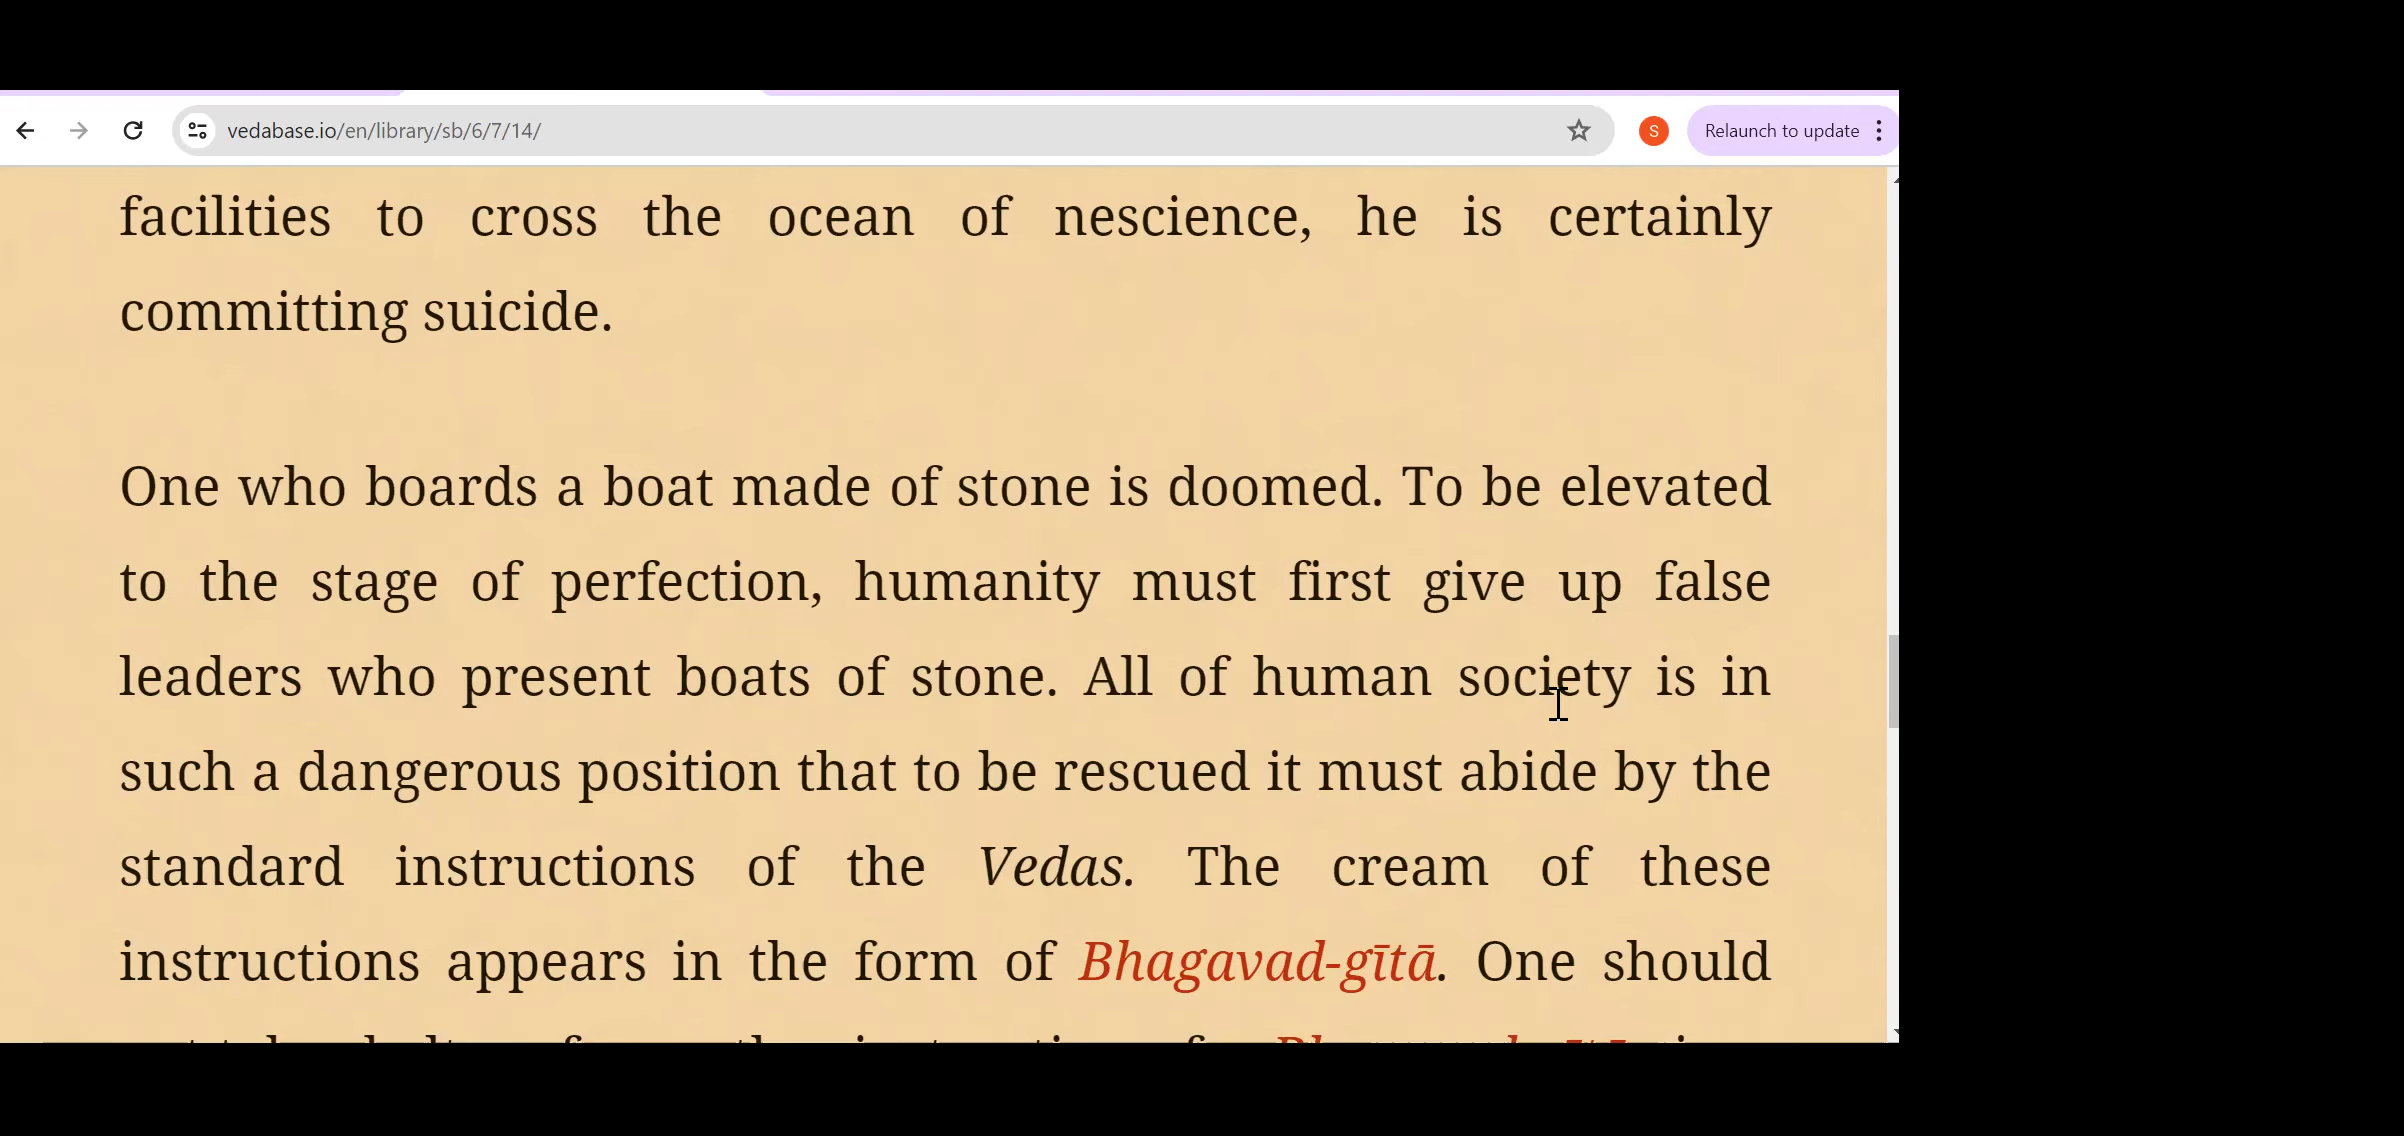 vedabase.io/en/library/sb/6/7/14/
S
Relaunch to update
facilities to cross the ocean of nescience, he is certainly
committing suicide.
One who boards a boat made of stone is doomed. To be elevated
to the stage of perfection, humanity must first give up false
leaders who present boats of stone. All of human society is in
such a dangerous position that to be rescued it must abide by the
standard instructions of the Vedas. The cream of these
instructions appears in the form of Bhagavad-gītā. One should